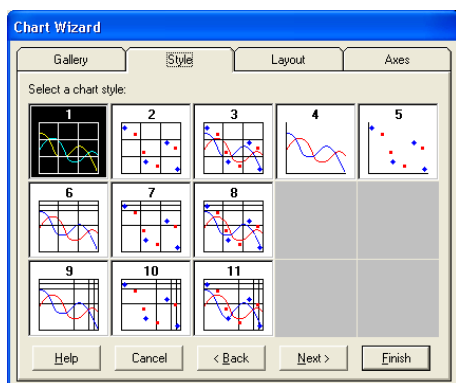 Chart Wizard
Gallery Style Layout Axes
Select a chart style:
1 2 3 4 5
6 7 8
9 10 11
Help Cancel < Back Next > Finish